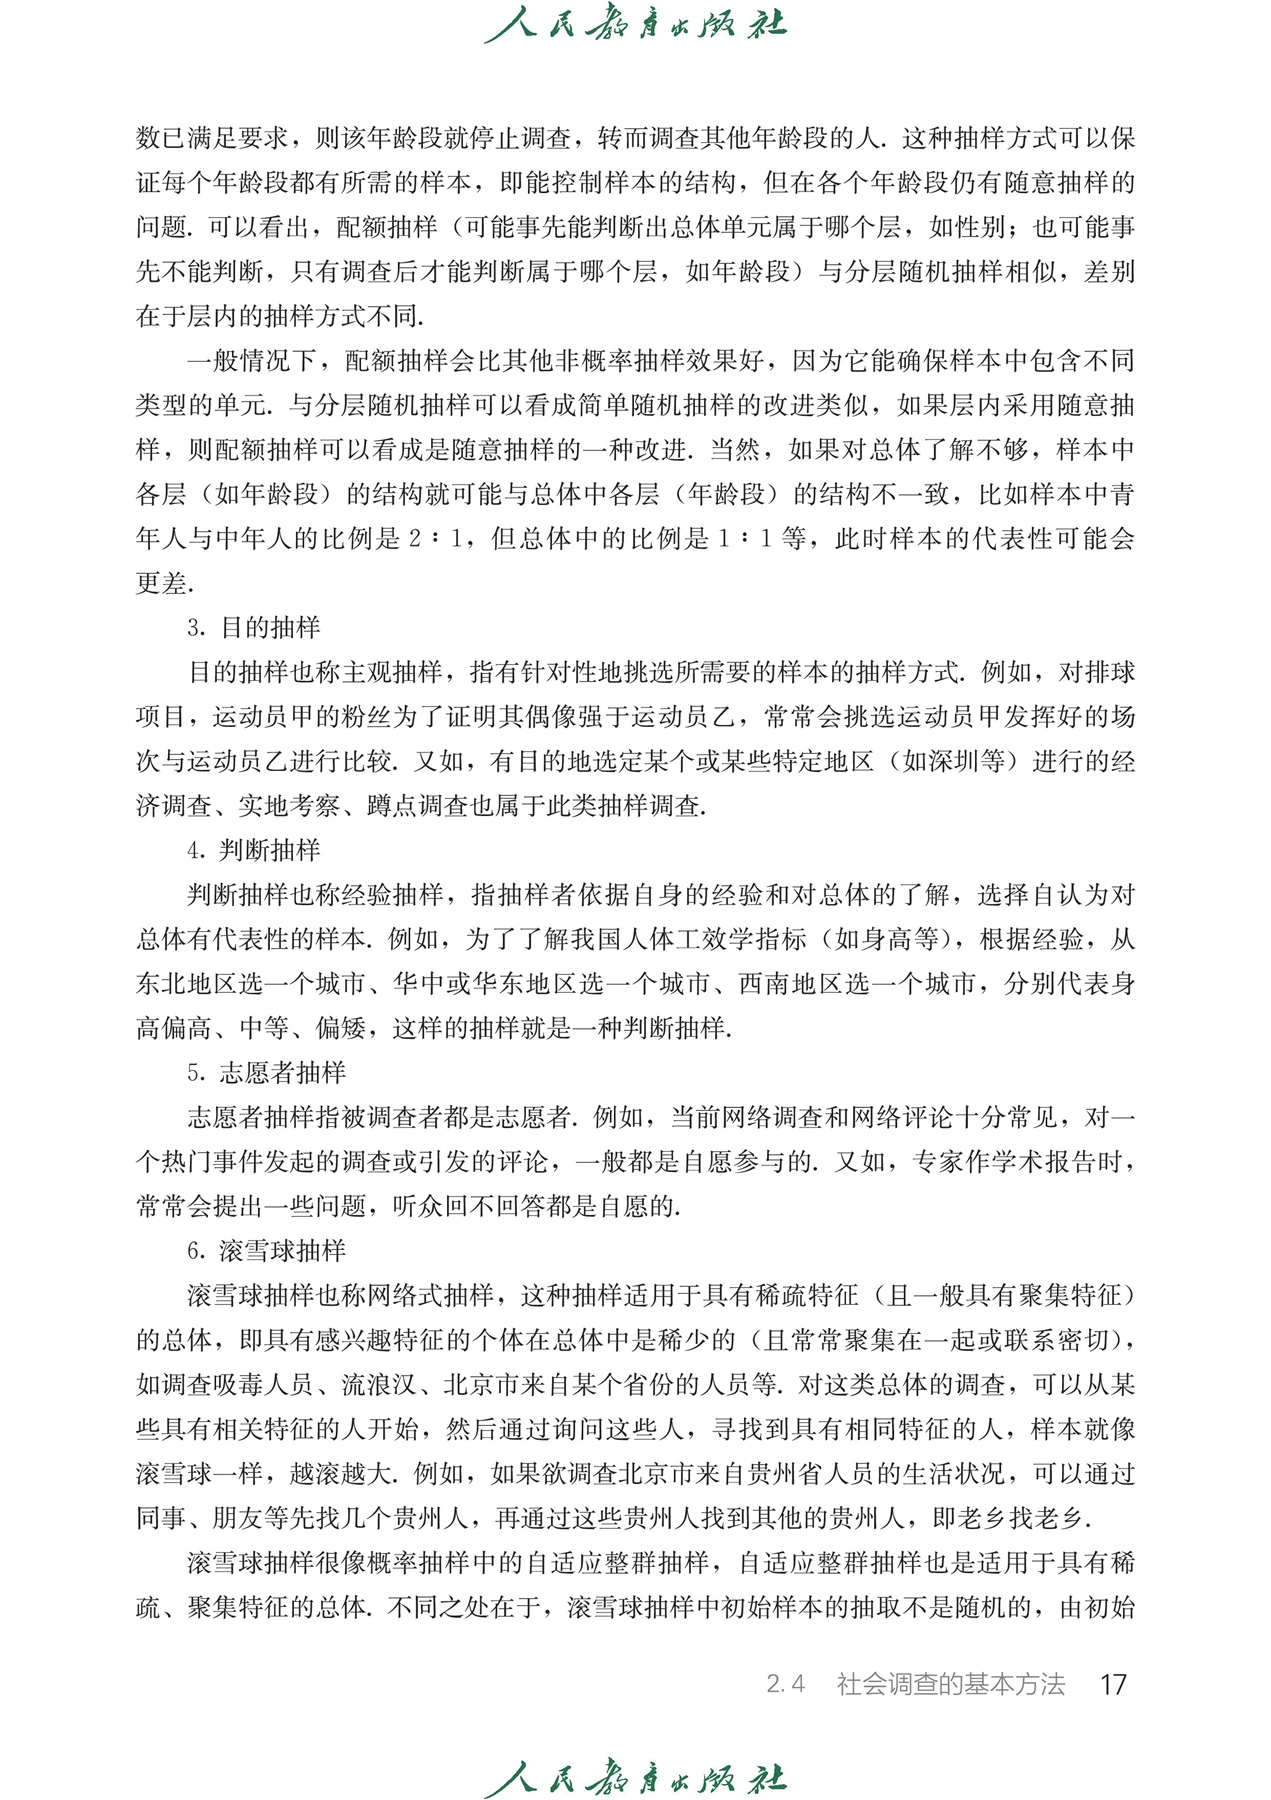 人民教育出版社
数已满足要求，则该年龄段就停止调查，转而调查其他年龄段的人. 这种抽样方式可以保
证每个年龄段都有所需的样本，即能控制样本的结构，但在各个年龄段仍有随意抽样的
问题. 可以看出，配额抽样（可能事先能判断出总体单元属于哪个层，如性别；也可能事
先不能判断，只有调查后才能判断属于哪个层，如年龄段）与分层随机抽样相似，差别
在于层内的抽样方式不同.
一般情况下，配额抽样会比其他非概率抽样效果好，因为它能确保样本中包含不同
类型的单元. 与分层随机抽样可以看成简单随机抽样的改进类似，如果层内采用随意抽
样，则配额抽样可以看成是随意抽样的一种改进. 当然，如果对总体了解不够，样本中
各层（如年龄段）的结构就可能与总体中各层（年龄段）的结构不一致，比如样本中青
年人与中年人的比例是 2∶1，但总体中的比例是 1∶1 等，此时样本的代表性可能会
更差.
3. 目的抽样
目的抽样也称主观抽样，指有针对性地挑选所需要的样本的抽样方式. 例如，对排球
项目，运动员甲的粉丝为了证明其偶像强于运动员乙，常常会挑选运动员甲发挥好的场
次与运动员乙进行比较. 又如，有目的地选定某个或某些特定地区（如深圳等）进行的经
济调查、实地考察、蹲点调查也属于此类抽样调查.
4. 判断抽样
判断抽样也称经验抽样，指抽样者依据自身的经验和对总体的了解，选择自认为对
总体有代表性的样本. 例如，为了了解我国人体工效学指标（如身高等），根据经验，从
东北地区选一个城市、华中或华东地区选一个城市、西南地区选一个城市，分别代表身
高偏高、中等、偏矮，这样的抽样就是一种判断抽样.
5. 志愿者抽样
志愿者抽样指被调查者都是志愿者. 例如，当前网络调查和网络评论十分常见，对一
个热门事件发起的调查或引发的评论，一般都是自愿参与的. 又如，专家作学术报告时，
常常会提出一些问题，听众回不回答都是自愿的.
6. 滚雪球抽样
滚雪球抽样也称网络式抽样，这种抽样适用于具有稀疏特征（且一般具有聚集特征）
的总体，即具有感兴趣特征的个体在总体中是稀少的（且常常聚集在一起或联系密切），
如调查吸毒人员、流浪汉、北京市来自某个省份的人员等. 对这类总体的调查，可以从某
些具有相关特征的人开始，然后通过询问这些人，寻找到具有相同特征的人，样本就像
滚雪球一样，越滚越大. 例如，如果欲调查北京市来自贵州省人员的生活状况，可以通过
同事、朋友等先找几个贵州人，再通过这些贵州人找到其他的贵州人，即老乡找老乡.
滚雪球抽样很像概率抽样中的自适应整群抽样，自适应整群抽样也是适用于具有稀
疏、聚集特征的总体. 不同之处在于，滚雪球抽样中初始样本的抽取不是随机的，由初始
2.4 社会调查的基本方法 17
人民教育出版社